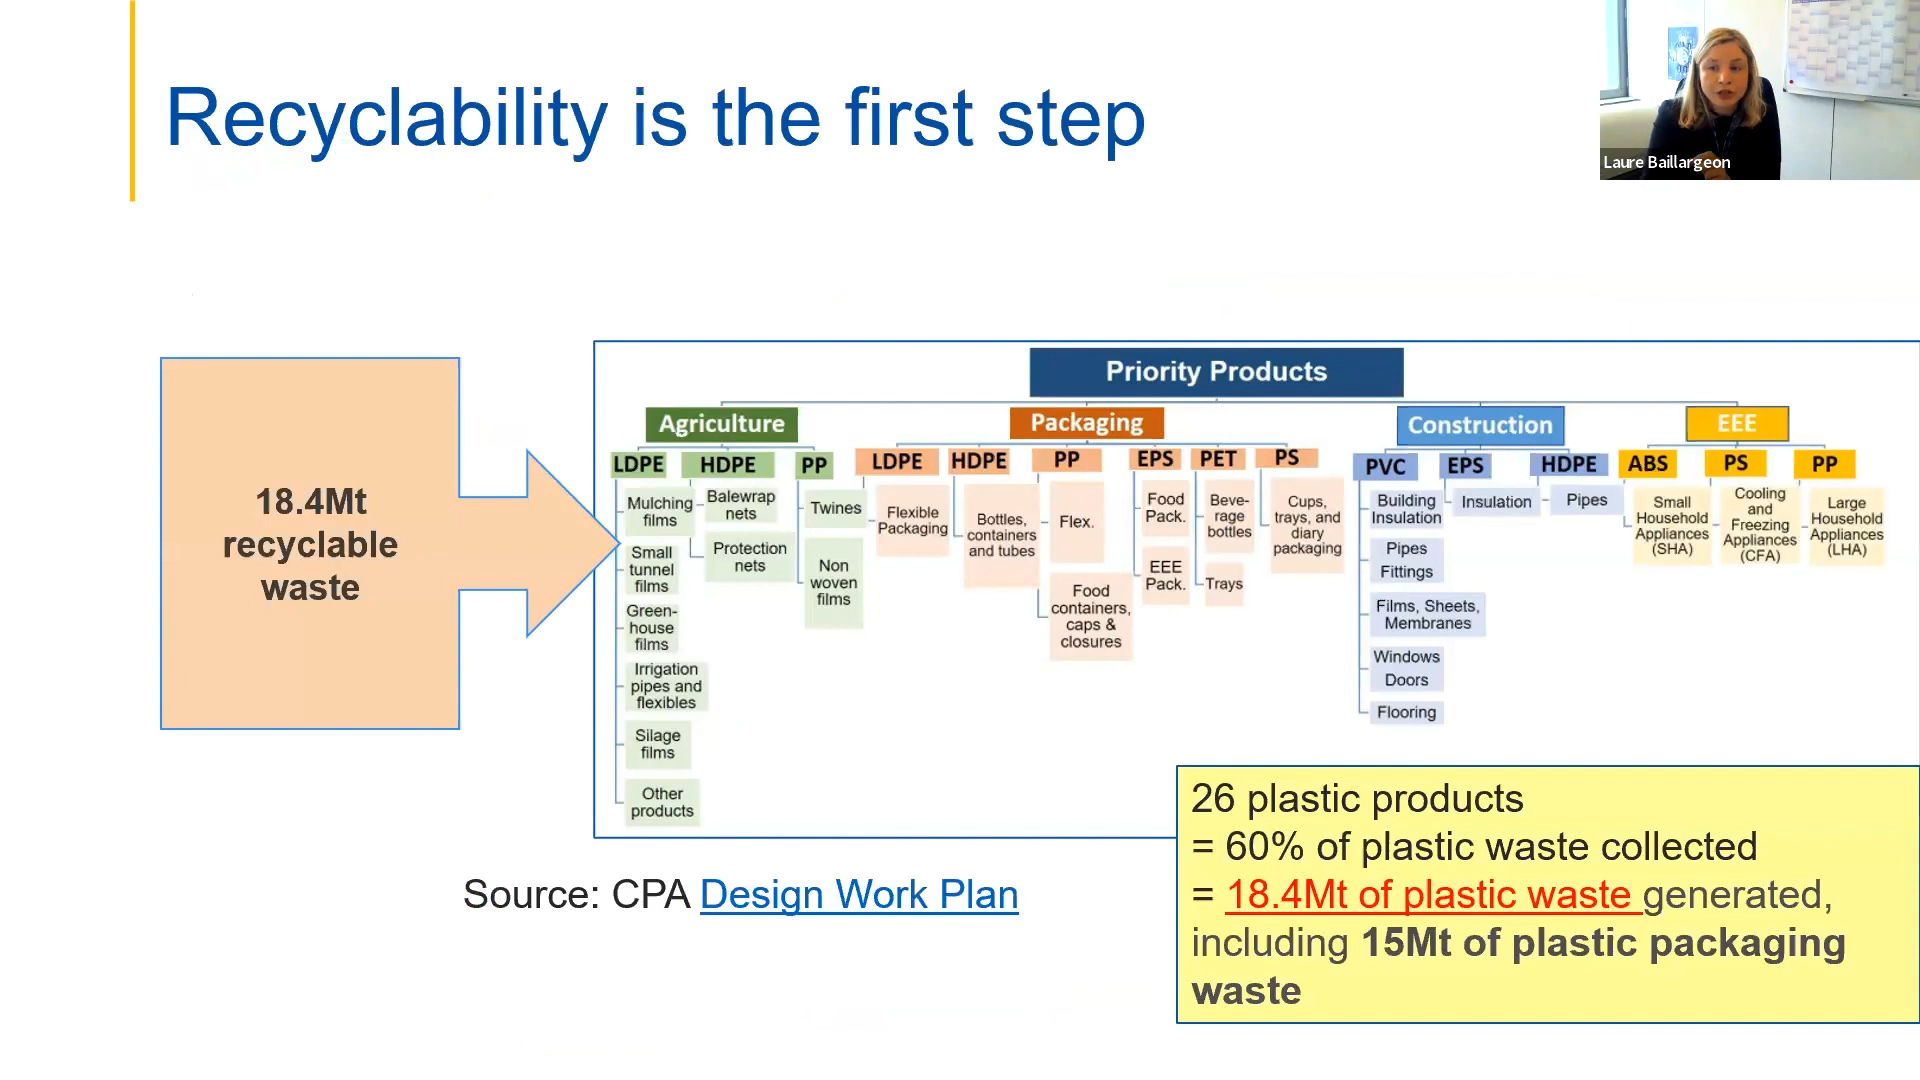 Recyclability is the first step
Laure Baillargeon
18.4Mt
recyclable
waste
Priority Products
Agriculture
LDPE
Mulching
films
Small
tunnel
films
Green-
house
films
Irrigation
pipes and
flexibles
Silage
films
Other
products
HDPE
Balewrap
nets
Protection
nets
PP
Twines
Non
woven
films
Packaging
LDPE
Flexible
Packaging
HDPE
Bottles,
containers
and tubes
PP
Flex.
Food
containers,
caps &
closures
EPS
Food
Pack.
EEE
Pack.
PET
Beve-
rage
bottles
Trays
PS
Cups,
trays, and
diary
packaging
Construction
PVC
Building
Insulation
Pipes
Fittings
Films, Sheets,
Membranes
Windows
Doors
Flooring
EPS
Insulation
HDPE
Pipes
EEE
ABS
Small
Household
Appliances
(SHA)
PS
Cooling
and
Freezing
Appliances
(CFA)
PP
Large
Household
Appliances
(LHA)
Source: CPA Design Work Plan
26 plastic products
= 60% of plastic waste collected
= 18.4Mt of plastic waste generated,
including 15Mt of plastic packaging
waste